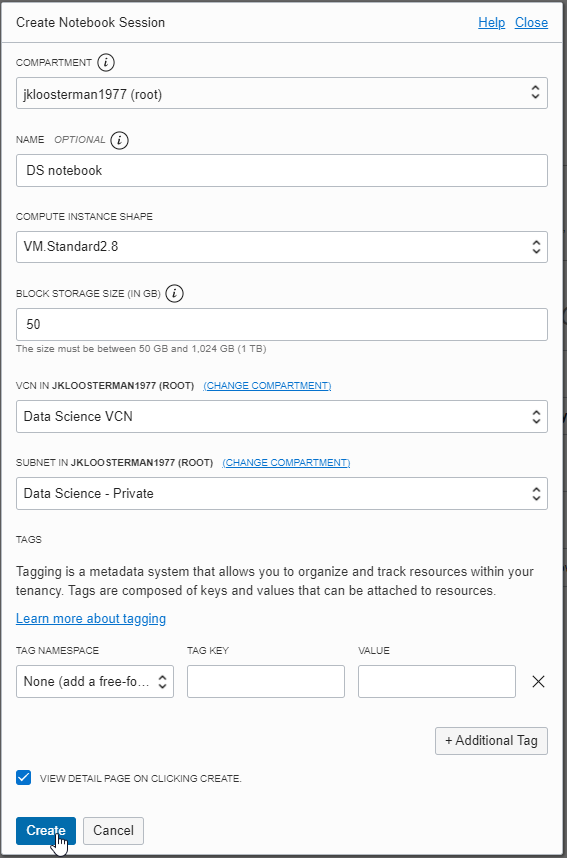 Create Notebook Session Help Close
COMPARTMENT i
jkloosterman1977 (root)
NAME OPTIONAL i
DS notebook
COMPUTE INSTANCE SHAPE
VM.Standard2.8
BLOCK STORAGE SIZE (IN GB) i
50
The size must be between 50 GB and 1,024 GB (1 TB)
VCN IN JKLOOSTERMAN1977 (ROOT) (CHANGE COMPARTMENT)
Data Science VCN
SUBNET IN JKLOOSTERMAN1977 (ROOT) (CHANGE COMPARTMENT)
Data Science - Private
TAGS
Tagging is a metadata system that allows you to organize and track resources within your
tenancy. Tags are composed of keys and values that can be attached to resources.
Learn more about tagging
TAG NAMESPACE TAG KEY VALUE
None (add a free-fo...
+ Additional Tag
VIEW DETAIL PAGE ON CLICKING CREATE.
Create Cancel